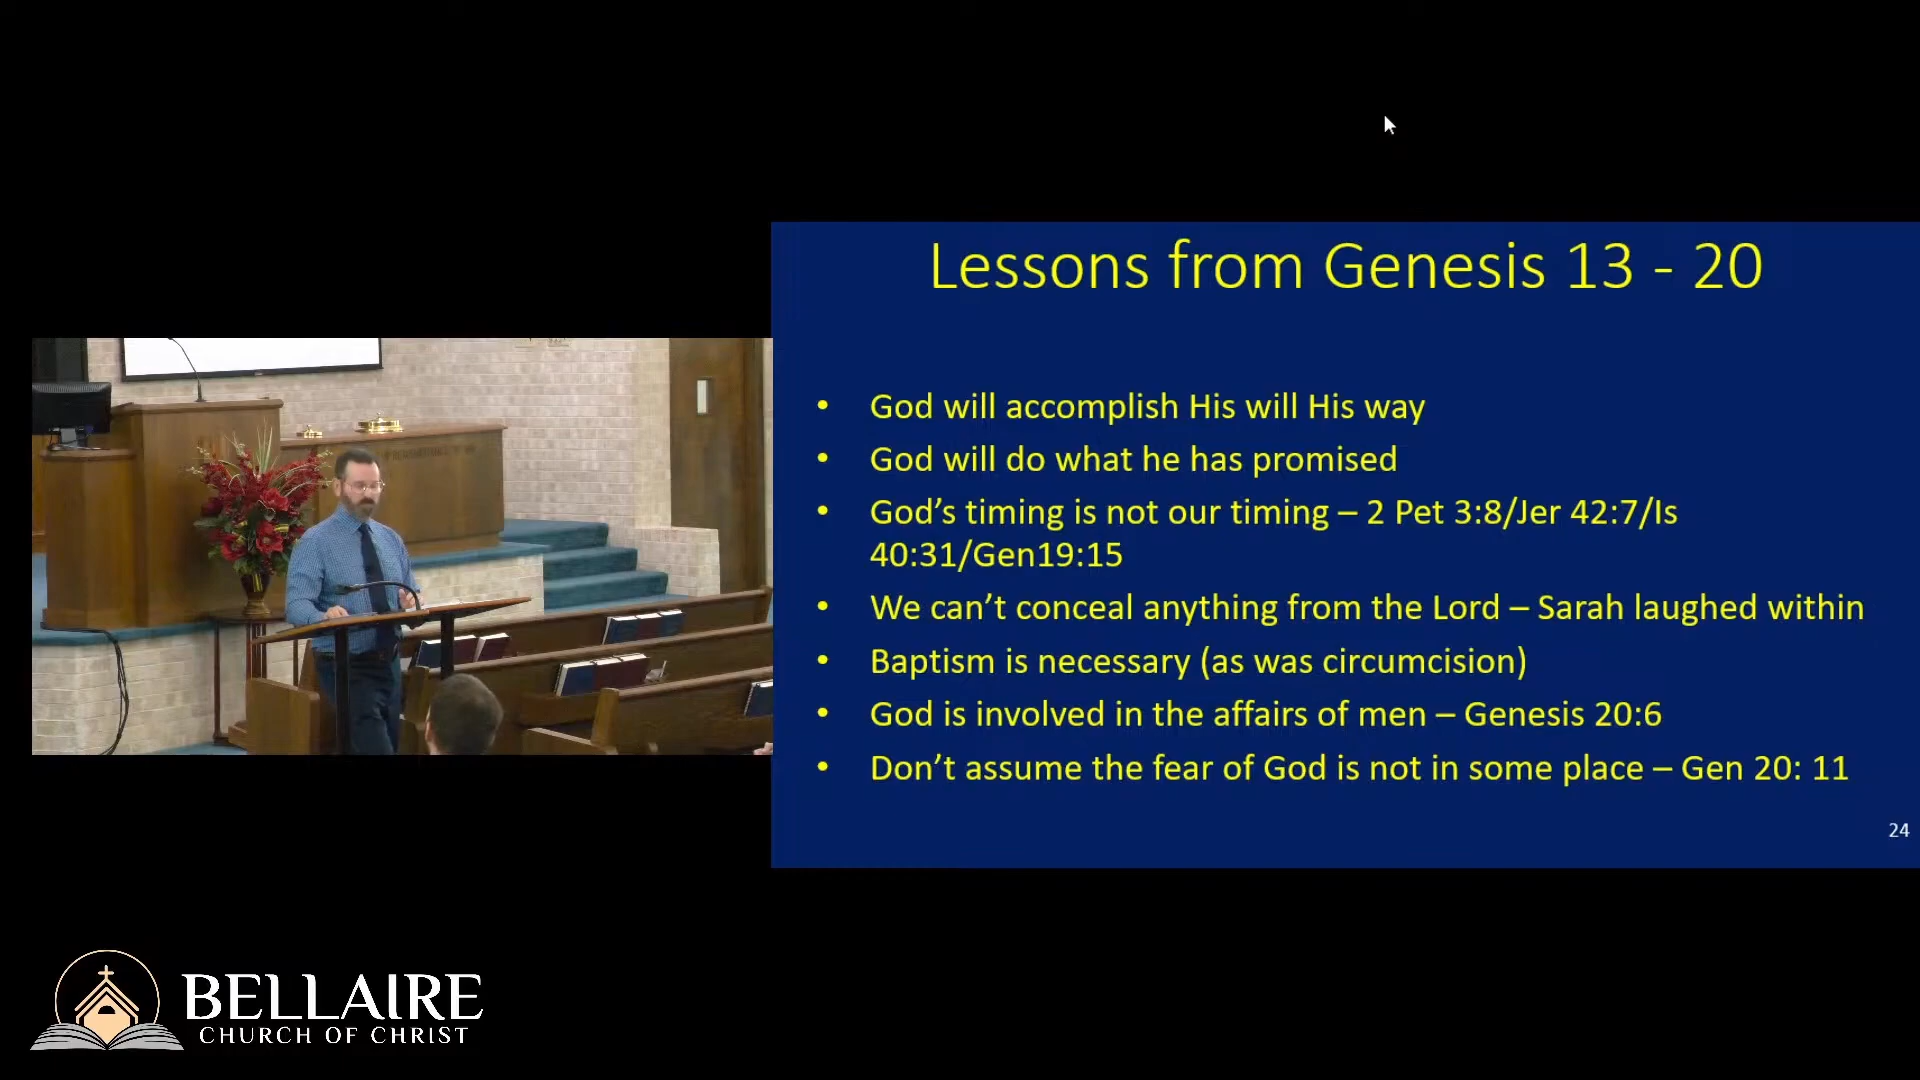 Lessons from Genesis 13 - 20
• God will accomplish His will His way
• God will do what he has promised
• God’s timing is not our timing – 2 Pet 3:8/Jer 42:7/Is
40:31/Gen19:15
• We can’t conceal anything from the Lord – Sarah laughed within
• Baptism is necessary (as was circumcision)
• God is involved in the affairs of men – Genesis 20:6
• Don’t assume the fear of God is not in some place – Gen 20: 11
24
BELLAIRE
CHURCH OF CHRIST